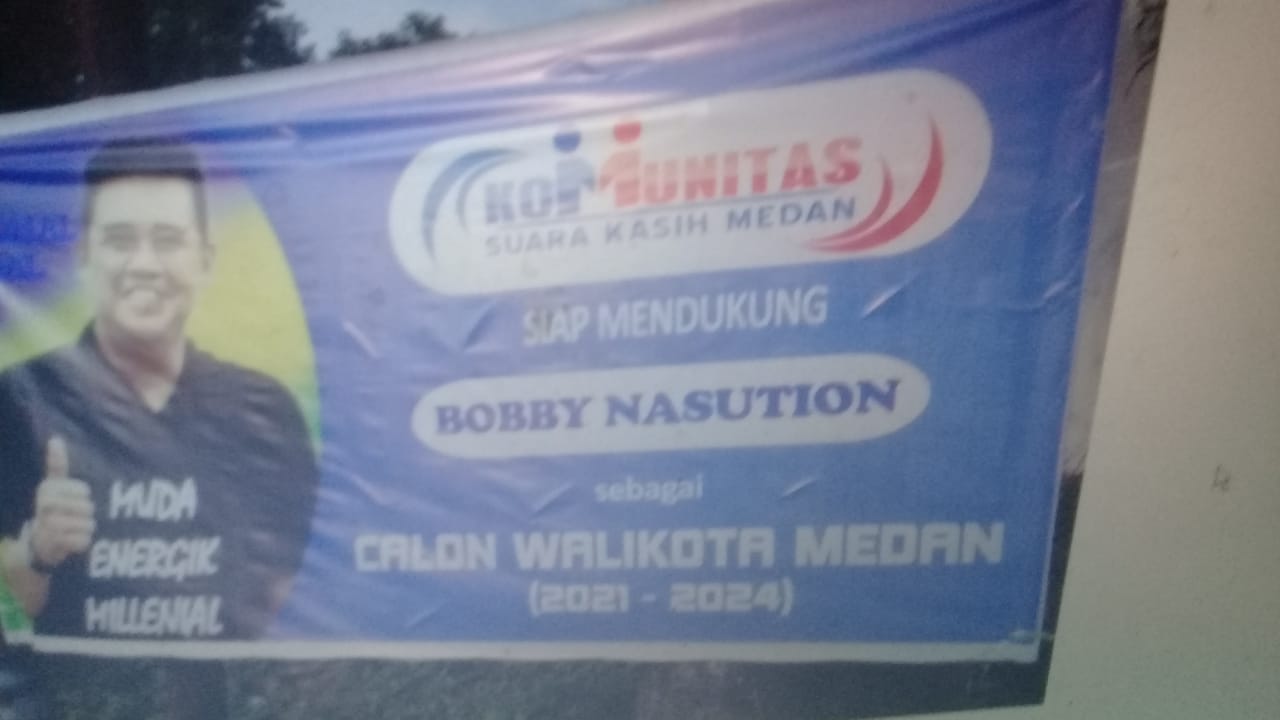 KOMUNITAS
SUARA KASIH MEDAN
SIAP MENDUKUNG
BOBBY NASUTION
sebagai
CALON WALIKOTA MEDAN
(2021 - 2024)
MUDA
ENERGIK
MILLENIAL